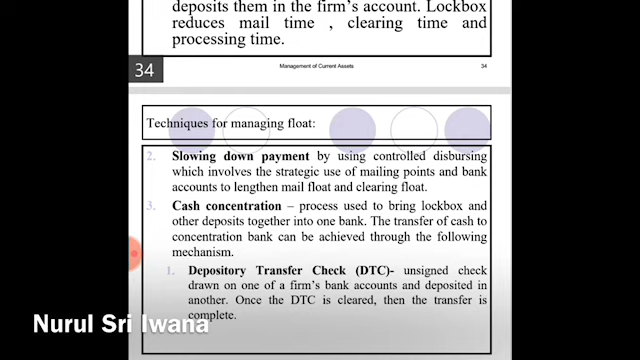 deposits them in the firm's account. Lockbox
reduces mail time , clearing time and
processing time.
34
Management of Current Assets
34
Techniques for managing float:
2. Slowing down payment by using controlled disbursing
which involves the strategic use of mailing points and bank
accounts to lengthen mail float and clearing float.
3. Cash concentration – process used to bring lockbox and
other deposits together into one bank. The transfer of cash to
concentration bank can be achieved through the following
mechanism.
1. Depository Transfer Check (DTC)- unsigned check
drawn on one of a firm's bank accounts and deposited in
another. Once the DTC is cleared, then the transfer is
complete.
Nurul Sri Iwana